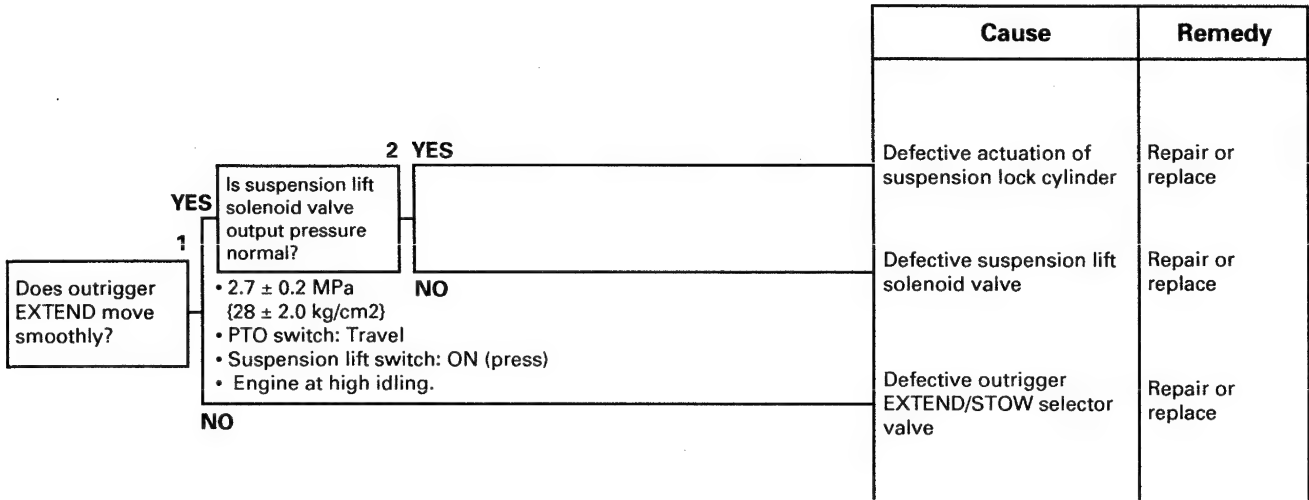 Cause
Remedy
2 YES
Defective actuation of
suspension lock cylinder
Repair or
replace
YES
Is suspension lift
solenoid valve
output pressure
normal?
1
Does outrigger
EXTEND move
smoothly?
• 2.7 ± 0.2 MPa
{28 ± 2.0 kg/cm2}
• PTO switch: Travel
• Suspension lift switch: ON (press)
• Engine at high idling.
NO
Defective suspension lift
solenoid valve
Repair or
replace
NO
Defective outrigger
EXTEND/STOW selector
valve
Repair or
replace